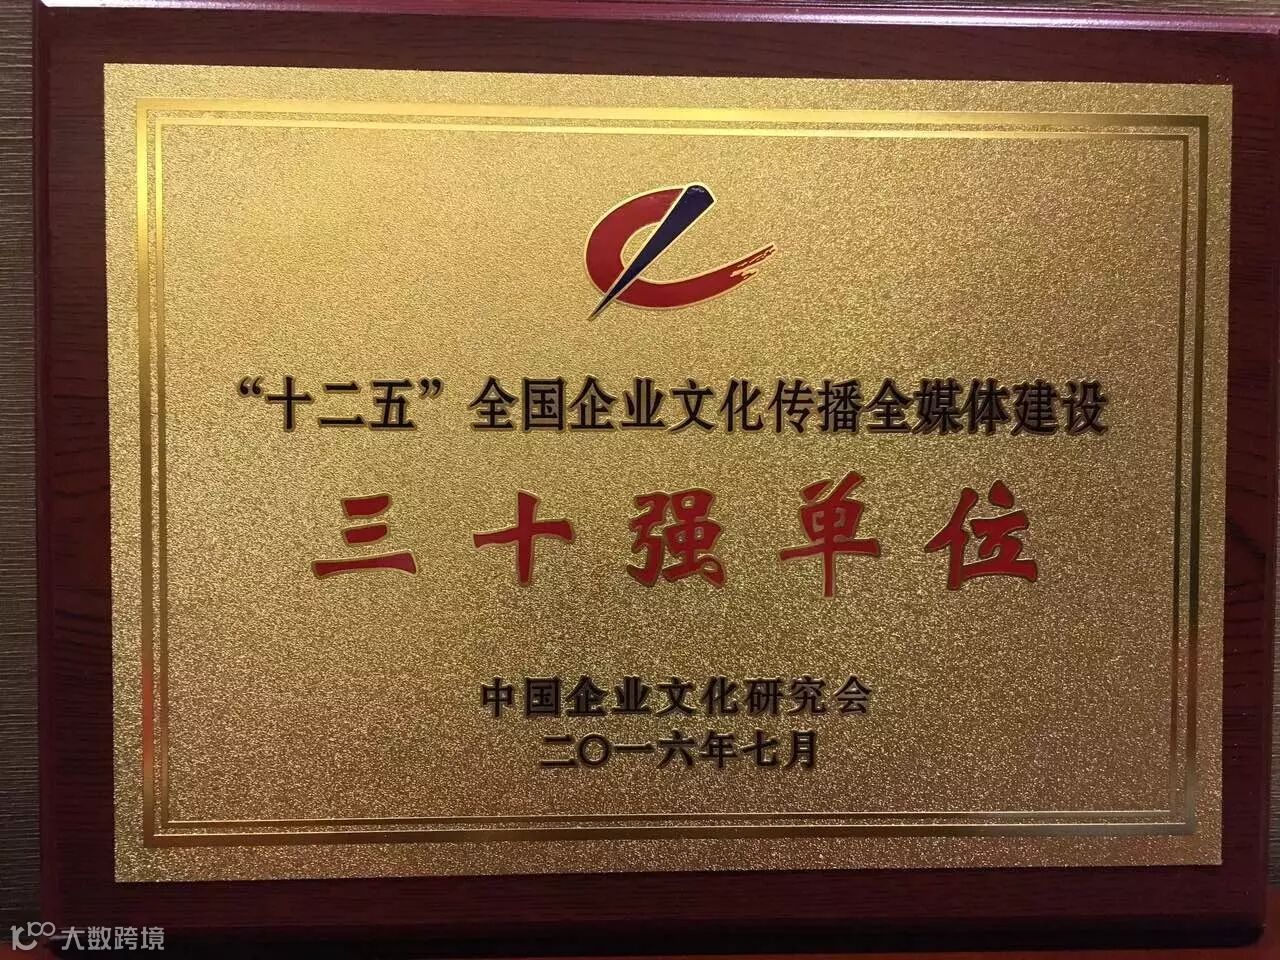 “十二五”全国企业文化传播全媒体建设
三十强单位
中国企业文化研究会
二〇一六年七月
大数跨境